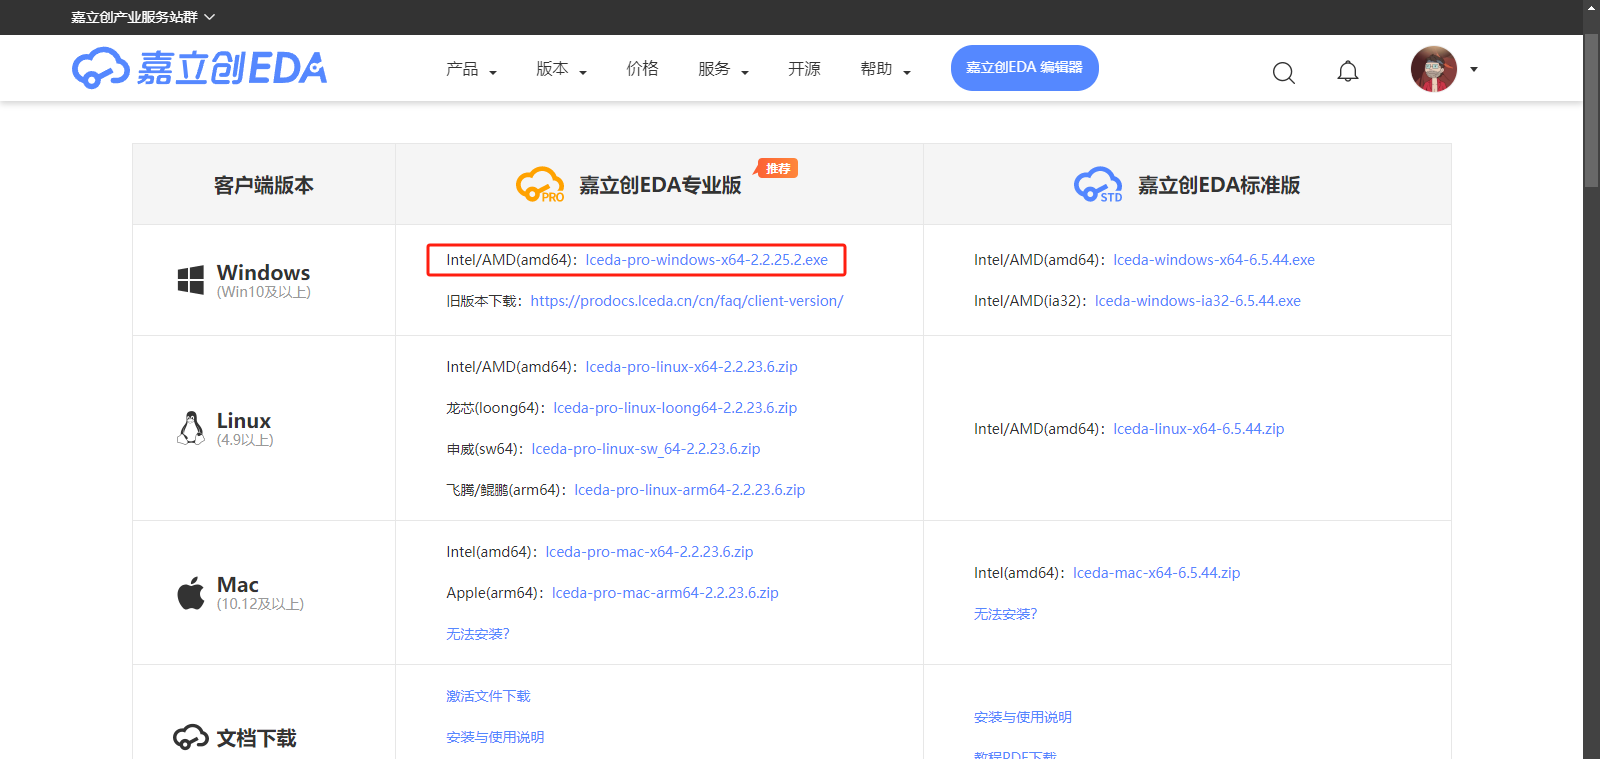 嘉立创产业服务站群
嘉立创EDA
产品
版本
价格
服务
开源
帮助
嘉立创EDA 编辑器
客户端版本
PRO
嘉立创EDA专业版
推荐
STD
嘉立创EDA标准版
Windows
(Win10及以上)
Intel/AMD(amd64)：lceda-pro-windows-x64-2.2.25.2.exe
旧版本下载：https://prodocs.lceda.cn/cn/faq/client-version/
Intel/AMD(amd64)：lceda-windows-x64-6.5.44.exe
Intel/AMD(ia32)：lceda-windows-ia32-6.5.44.exe
Linux
(4.9以上)
Intel/AMD(amd64)：lceda-pro-linux-x64-2.2.23.6.zip
龙芯(loong64)：lceda-pro-linux-loong64-2.2.23.6.zip
申威(sw64)：lceda-pro-linux-sw_64-2.2.23.6.zip
飞腾/鲲鹏(arm64)：lceda-pro-linux-arm64-2.2.23.6.zip
Intel/AMD(amd64)：lceda-linux-x64-6.5.44.zip
Mac
(10.12及以上)
Intel(amd64)：lceda-pro-mac-x64-2.2.23.6.zip
Apple(arm64)：lceda-pro-mac-arm64-2.2.23.6.zip
无法安装?
Intel(amd64)：lceda-mac-x64-6.5.44.zip
无法安装?
文档下载
激活文件下载
安装与使用说明
安装与使用说明
教程PDF下载